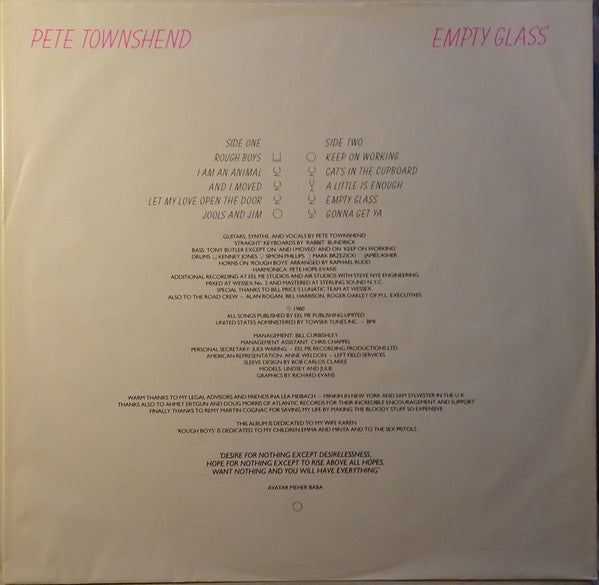 PETE TOWNSHEND EMPTY GLASS
SIDE ONE SIDE TWO
ROUGH BOYS KEEP ON WORKING
I AM AN ANIMAL CAT'S IN THE CUPBOARD
AND I MOVED A LITTLE IS ENOUGH
LET MY LOVE OPEN THE DOOR EMPTY GLASS
JOOLS AND JIM GONNA GET YA
GUITARS, SYNTHS, AND VOCALS BY PETE TOWNSHEND
'STRAIGHT' KEYBOARDS BY 'RABBIT' BUNDRICK
BASS: TONY BUTLER EXCEPT ON 'AND I MOVED' AND ON 'KEEP ON WORKING'
DRUMS KENNEY JONES SIMON PHILLIPS MARK BRZEZICKI JAMES ASHER
HORNS ON 'ROUGH BOYS' ARRANGED BY RAPHAEL RUDD
HARMONICA: PETE HOPE-EVANS
ADDITIONAL RECORDING AT EEL PIE STUDIOS AND AIR STUDIOS WITH STEVE NYE ENGINEERING
MIXED AT WESSEX No. 2 AND MASTERED AT STERLING SOUND N.Y.C.
SPECIAL THANKS TO BILL PRICE'S LUNATIC TEAM AT WESSEX
ALSO TO THE ROAD CREW – ALAN ROGAN, BILL HARRISON, ROGER OAKLEY OF M.L. EXECUTIVES
© 1980
ALL SONGS PUBLISHED BY EEL PIE PUBLISHING LIMITED
UNITED STATES ADMINISTERED BY TOWSER TUNES INC. – BMI
MANAGEMENT: BILL CURBISHLEY
MANAGEMENT ASSISTANT: CHRIS CHAPPEL
PERSONAL SECRETARY: JUDI WARING – EEL PIE RECORDING PRODUCTIONS LTD.
AMERICAN REPRESENTATION: ANNE WELDON – LEFT FIELD SERVICES
SLEEVE DESIGN BY BOB CARLOS CLARKE
MODELS: LINDSEY AND JULIE
GRAPHICS BY RICHARD EVANS
WARM THANKS TO MY LEGAL ADVISORS AND FRIENDS INA LEA MEIBACH – MINKIN IN NEW YORK AND SAM SYLVESTER IN THE U.K.
THANKS ALSO TO AHMET ERTGUN AND DOUG MORRIS OF ATLANTIC RECORDS FOR THEIR INCREDIBLE ENCOURAGEMENT AND SUPPORT
FINALLY THANKS TO REMY MARTIN COGNAC FOR SAVING MY LIFE BY MAKING THE BLOODY STUFF SO EXPENSIVE
THIS ALBUM IS DEDICATED TO MY WIFE KAREN
'ROUGH BOYS' IS DEDICATED TO MY CHILDREN EMMA AND MINTA AND TO THE SEX PISTOLS
'DESIRE FOR NOTHING EXCEPT DESIRELESSNESS,
HOPE FOR NOTHING EXCEPT TO RISE ABOVE ALL HOPES,
WANT NOTHING AND YOU WILL HAVE EVERYTHING'
AVATAR MEHER BABA